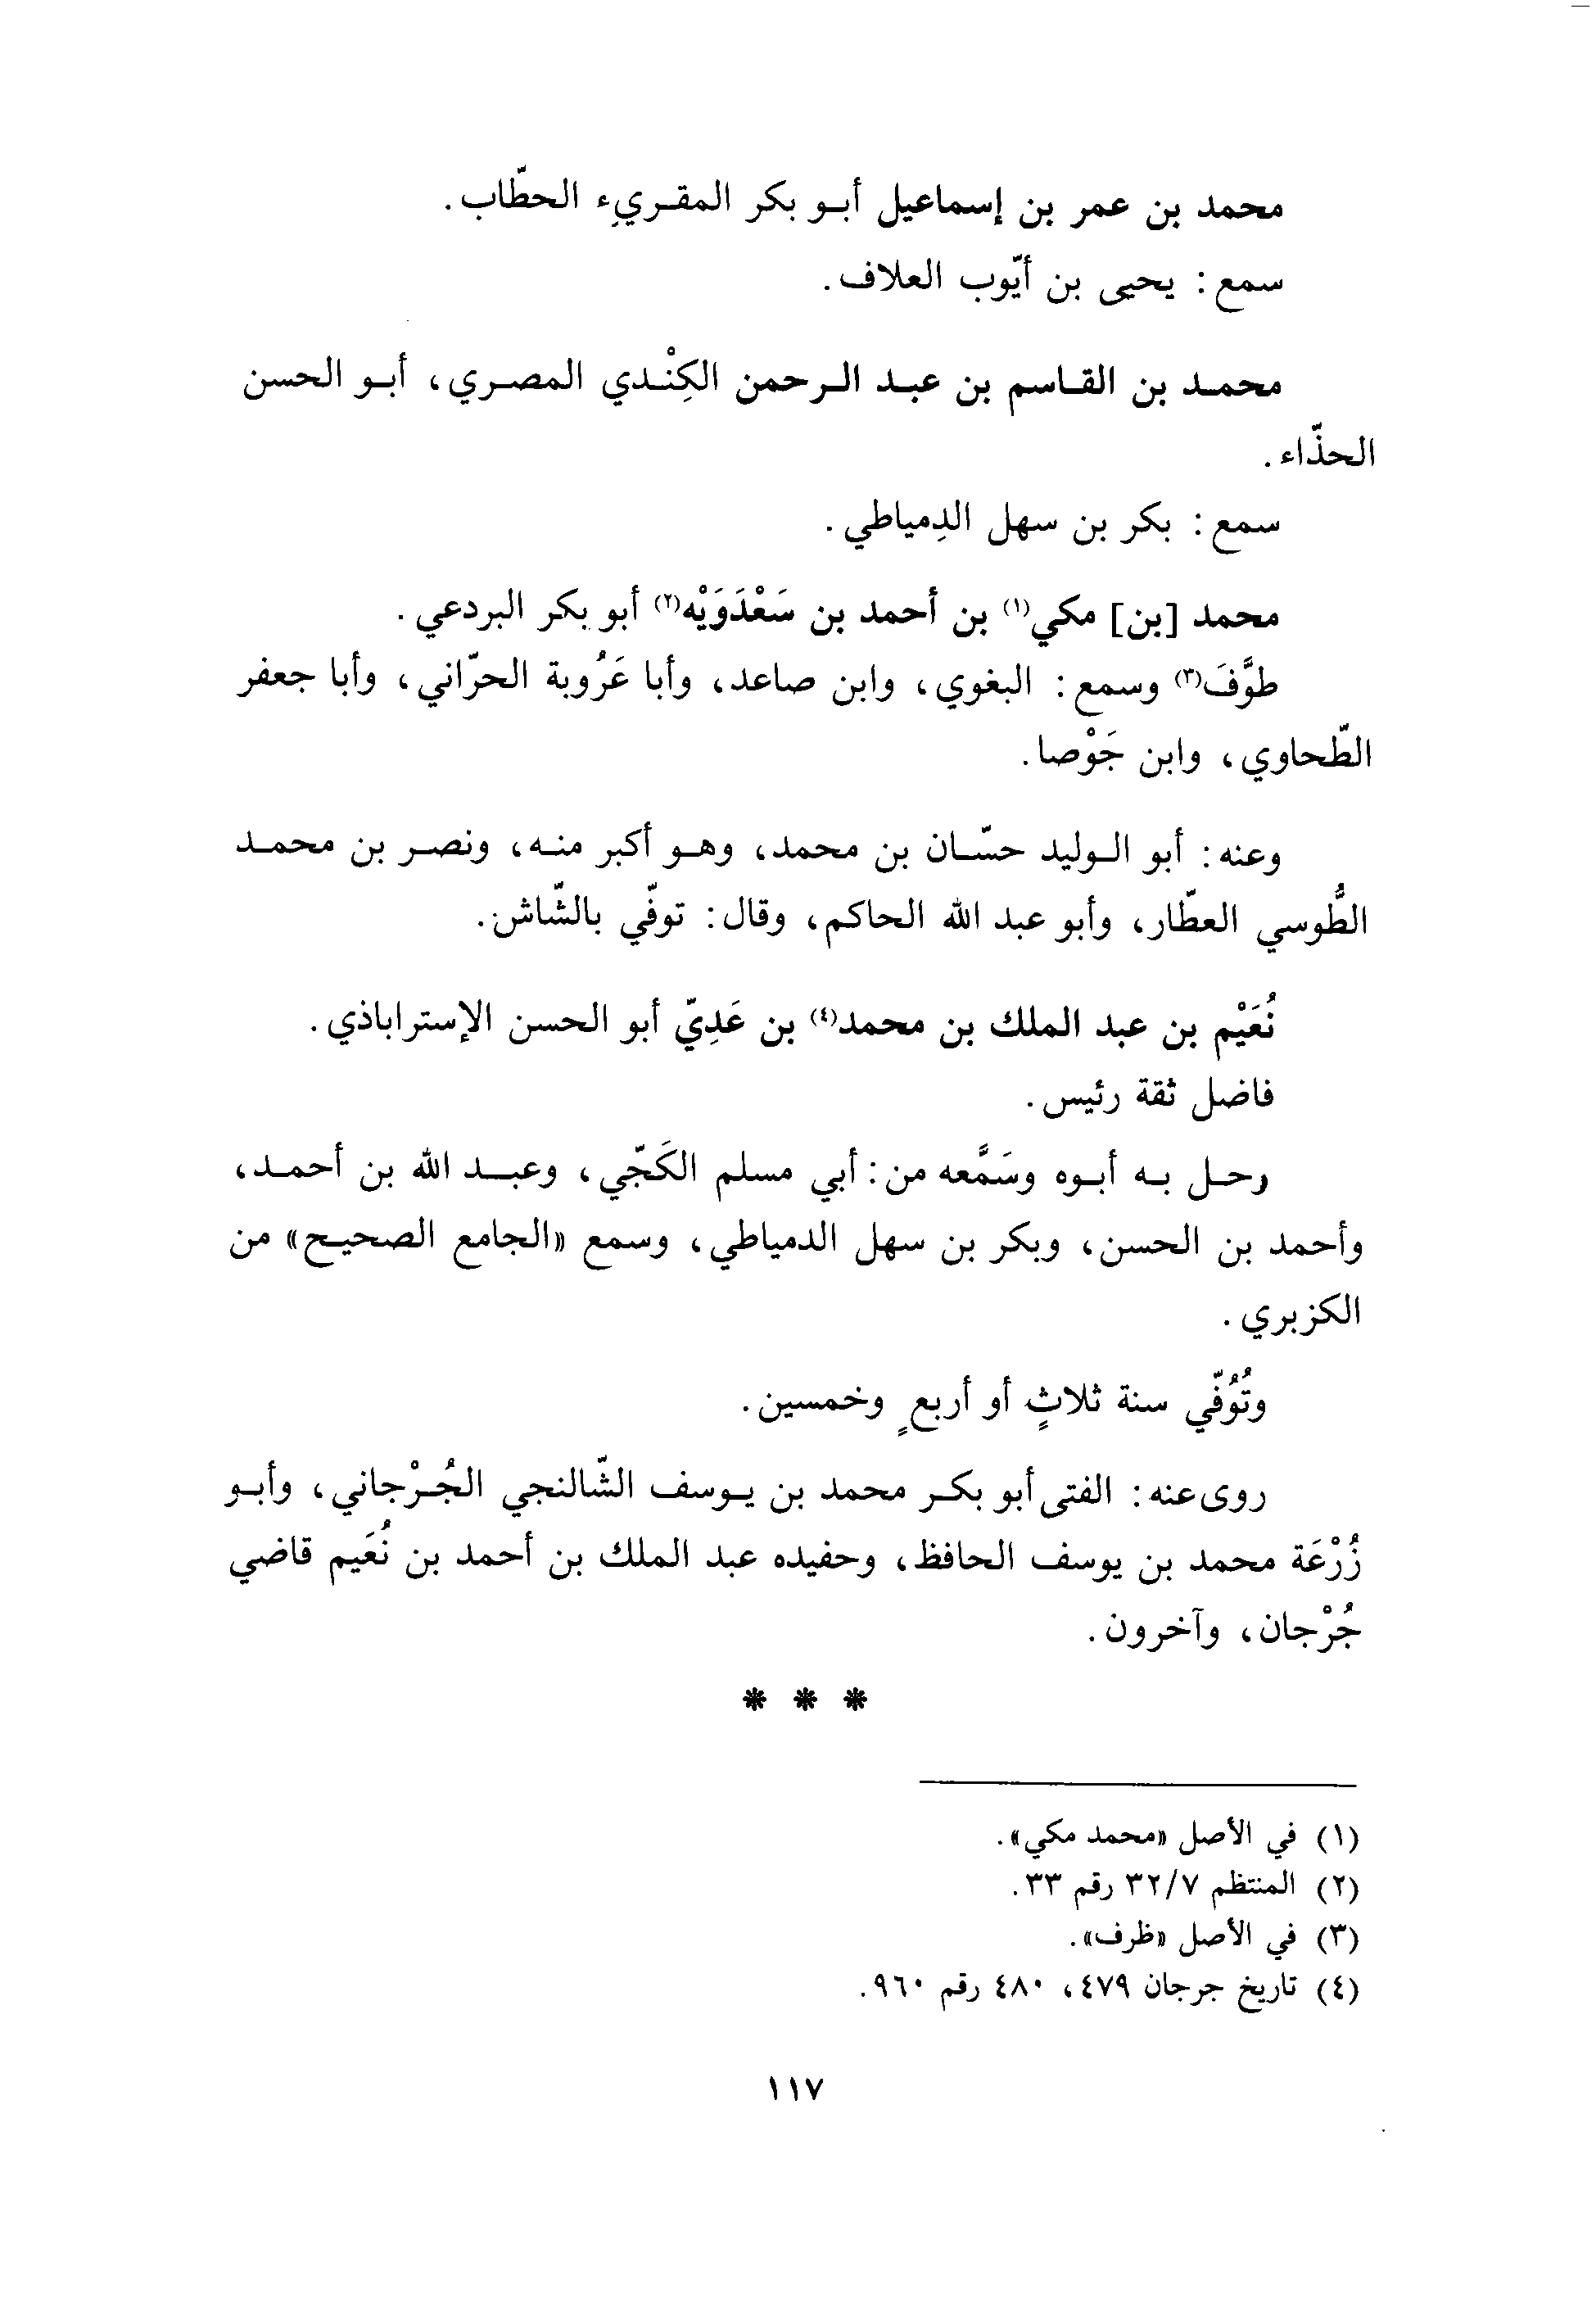 محمد بن عمر بن إسماعيل أبو بكر المقرىء الحطّاب.
سمع: يحيى بن أيّوب العلاف.
محمد بن القاسم بن عبد الرحمن الكِنْدي المصري، أبو الحسن
الحذّاء.
سمع: بكر بن سهل الدِمياطي.
محمد [بن] مكي(١) بن أحمد بن سَعْدَوَيْه(٢) أبو بكر البردعي.
طوَّفَ(٣) وسمع: البغوي، وابن صاعد، وأبا عَرُوبة الحرّاني، وأبا جعفر
الطّحاوي، وابن جَوْصا.
وعنه: أبو الوليد حسّان بن محمد، وهو أكبر منه، ونصر بن محمد
الطُّوسي العطّار، وأبو عبد الله الحاكم، وقال: توفّي بالشّاش.
نُعَيْم بن عبد الملك بن محمد(٤) بن عَدِيّ أبو الحسن الإستراباذي.
فاضل ثقة رئيس.
رحل به أبوه وسَمَّعه من: أبي مسلم الكَجّي، وعبد الله بن أحمد،
وأحمد بن الحسن، وبكر بن سهل الدمياطي، وسمع «الجامع الصحيح» من
الكزبري.
وتُوُفّي سنة ثلاثٍ أو أربعٍ وخمسين.
روى عنه: الفتى أبو بكر محمد بن يوسف الشّالنجي الجُرْجاني، وأبو
زُرْعَة محمد بن يوسف الحافظ، وحفيده عبد الملك بن أحمد بن نُعَيم قاضي
جُرْجان، وآخرون.
* * *
(١) في الأصل «محمد مكي».
(٢) المنتظم ٣٢/٧ رقم ٣٣.
(٣) في الأصل «ظرف».
(٤) تاريخ جرجان ٤٧٩، ٤٨٠ رقم ٩٦٠.
١١٧